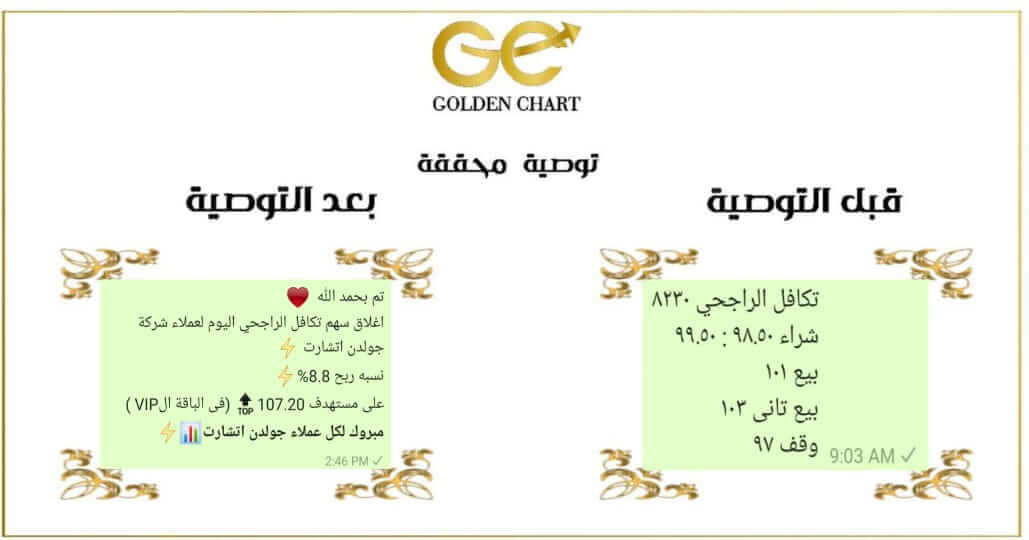 GOLDEN CHART
توصية محققة
قبل التوصية
تكافل الراجحي ٨٢٣٠
شراء ٩٨.٥٠ : ٩٩.٥٠
بيع ١٠١
بيع تانى ١٠٣
وقف ٩٧
9:03 AM ✓
بعد التوصية
تم بحمد الله ♥️
اغلاق سهم تكافل الراجحي اليوم لعملاء شركة
جولدن اتشارت ⚡
نسبه ربح 8.8% ⚡
على مستهدف 107.20 🔝 (فى الباقة الVIP )
مبروك لكل عملاء جولدن اتشارت 📊⚡
2:46 PM ✓